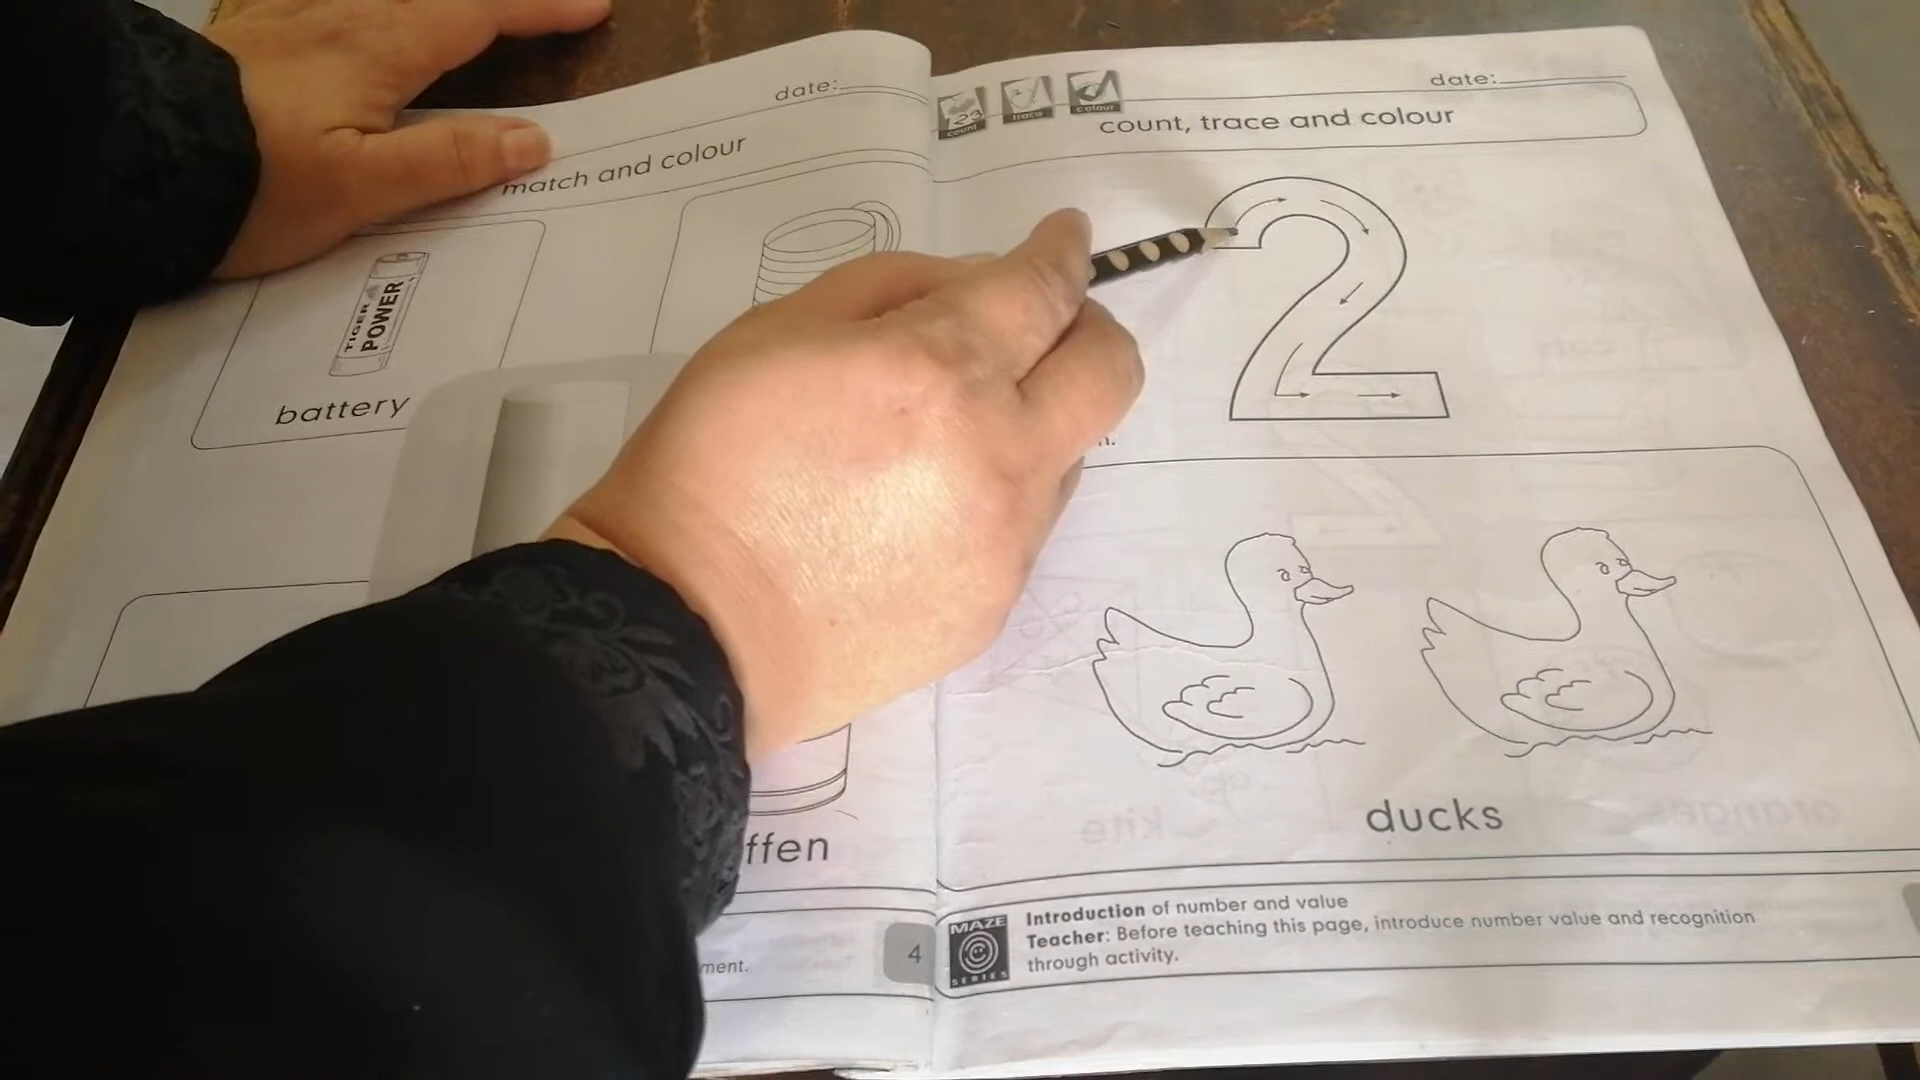 date:
match and colour
TIGER
POWER
battery
ffen
ment.
4
count
trace
colour
date:
count, trace and colour
2
n.
ducks
MAZE
SERIES
Introduction of number and value
Teacher: Before teaching this page, introduce number value and recognition
through activity.